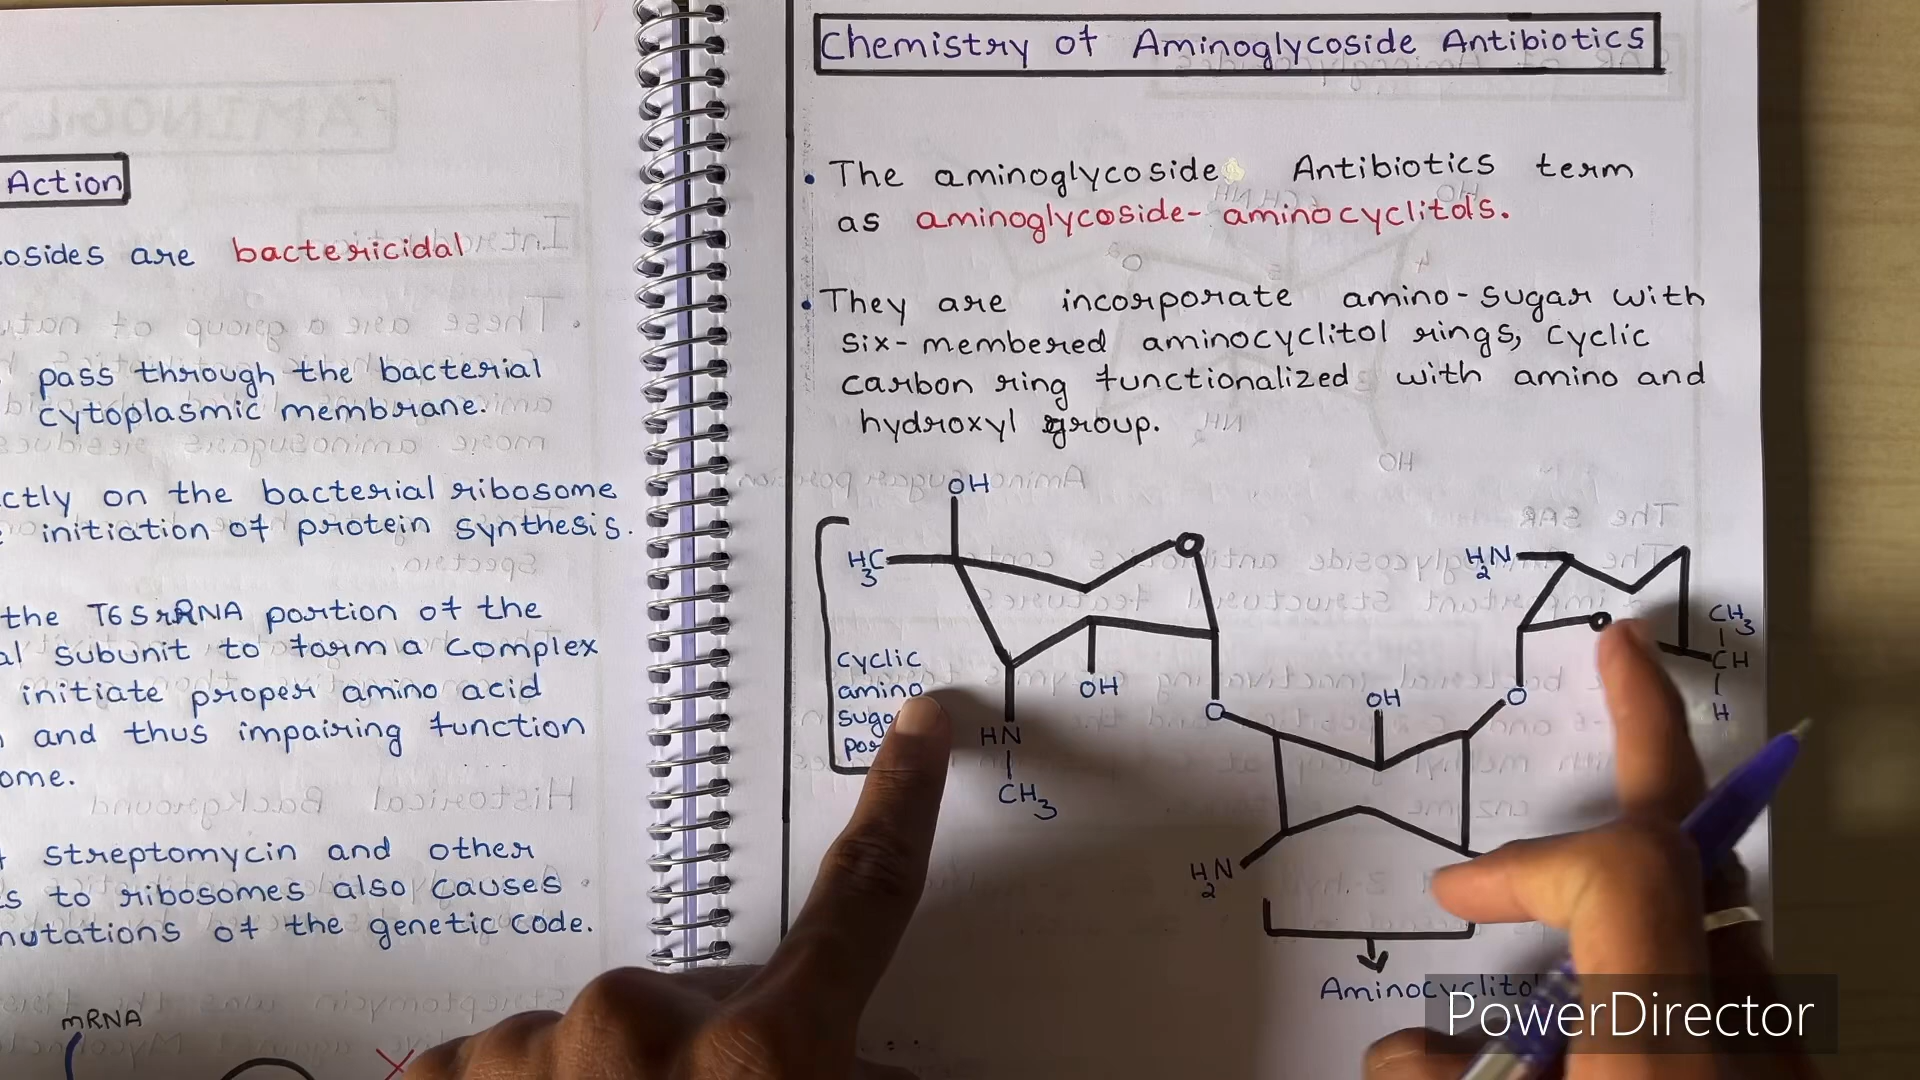 Action
osides are bactericidal
pass through the bacterial
cytoplasmic membrane.
ctly on the bacterial ribosome
initiation of protein synthesis.
the T6SrRNA portion of the
al subunit to form a complex
initiate proper amino acid
and thus impairing function
ome.
streptomycin and other
s to ribosomes also causes
nutations of the genetic code.
mRNA
Chemistry of Aminoglycoside Antibiotics
• The aminoglycoside Antibiotics term
as aminoglycoside- aminocyclitols.
• They are incorporate amino-sugar with
six-membered aminocyclitol rings, cyclic
carbon ring functionalized with amino and
hydroxyl group.
OH
H3C
O
cyclic
amino
suga
por
OH
HN
CH3
O
H2N
O
CH3
CH
H
O
OH
H2N
Aminocyclito
PowerDirector